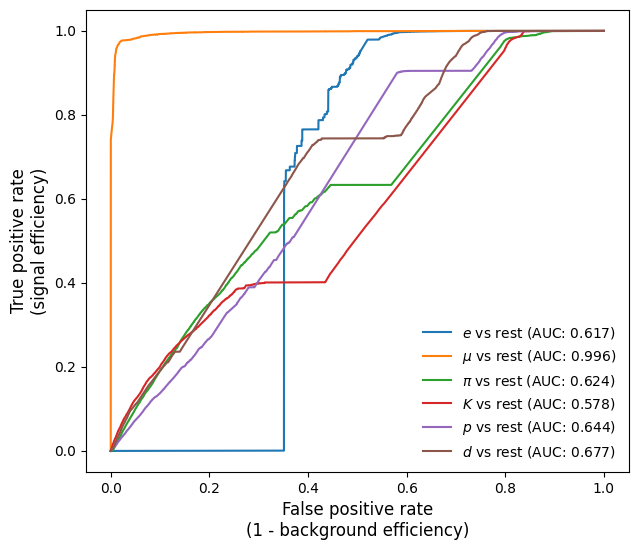 True positive rate
(signal efficiency)
1.0
0.8
0.6
0.4
0.2
0.0
e vs rest (AUC: 0.617)
μ vs rest (AUC: 0.996)
π vs rest (AUC: 0.624)
K vs rest (AUC: 0.578)
p vs rest (AUC: 0.644)
d vs rest (AUC: 0.677)
0.0 0.2 0.4 0.6 0.8 1.0
False positive rate
(1 - background efficiency)